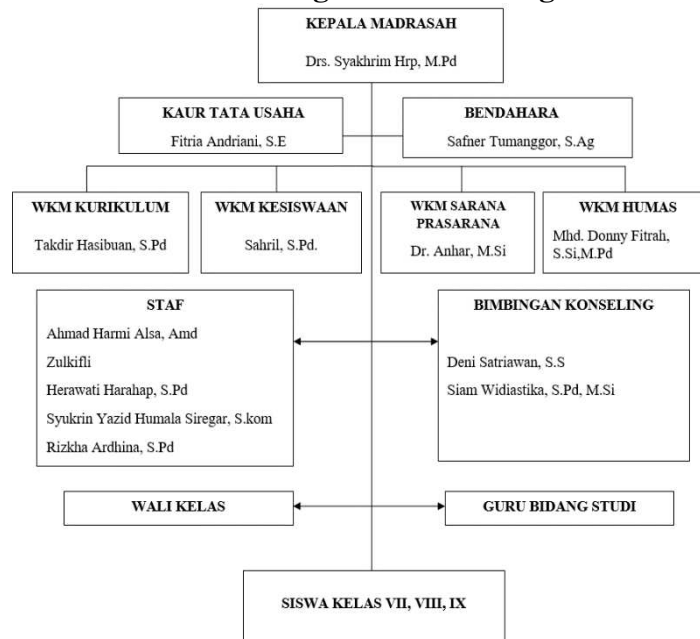 KEPALA MADRASAH
Drs. Syakhrim Hrp, M.Pd
KAUR TATA USAHA
Fitria Andriani, S.E
BENDAHARA
Safner Tumanggor, S.Ag
WKM KURIKULUM
Takdir Hasibuan, S.Pd
WKM KESISWAAN
Sahril, S.Pd.
WKM SARANA
PRASARANA
Dr. Anhar, M.Si
WKM HUMAS
Mhd. Donny Fitrah,
S.Si,M.Pd
STAF
Ahmad Harmi Alsa, Amd
Zulkifli
Herawati Harahap, S.Pd
Syukrin Yazid Humala Siregar, S.kom
Rizkha Ardhina, S.Pd
BIMBINGAN KONSELING
Deni Satriawan, S.S
Siam Widiastika, S.Pd, M.Si
WALI KELAS
GURU BIDANG STUDI
SISWA KELAS VII, VIII, IX